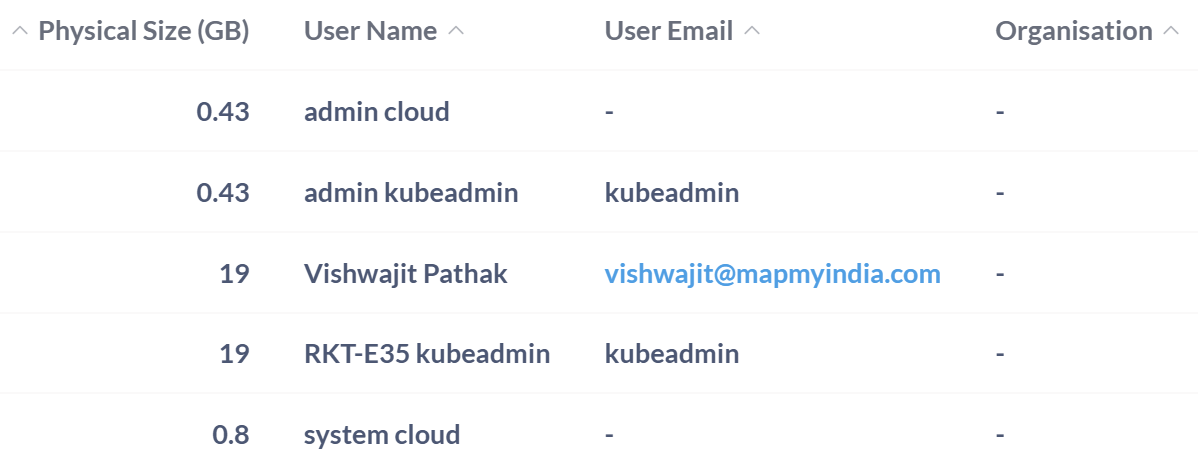 Physical Size (GB) User Name User Email Organisation
0.43 admin cloud - -
0.43 admin kubeadmin kubeadmin -
19 Vishwajit Pathak vishwajit@mapmyindia.com -
19 RKT-E35 kubeadmin kubeadmin -
0.8 system cloud - -